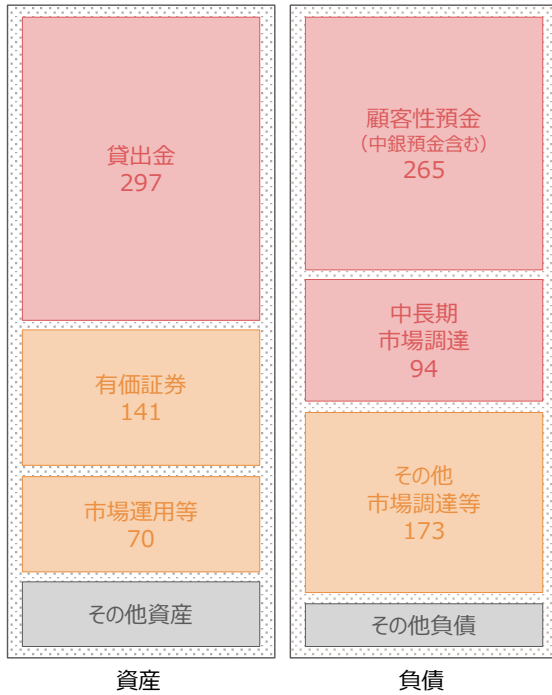 貸出金
297
有価証券
141
市場運用等
70
その他資産
資産
顧客性預金
(中銀預金含む)
265
中長期
市場調達
94
その他
市場調達等
173
その他負債
負債